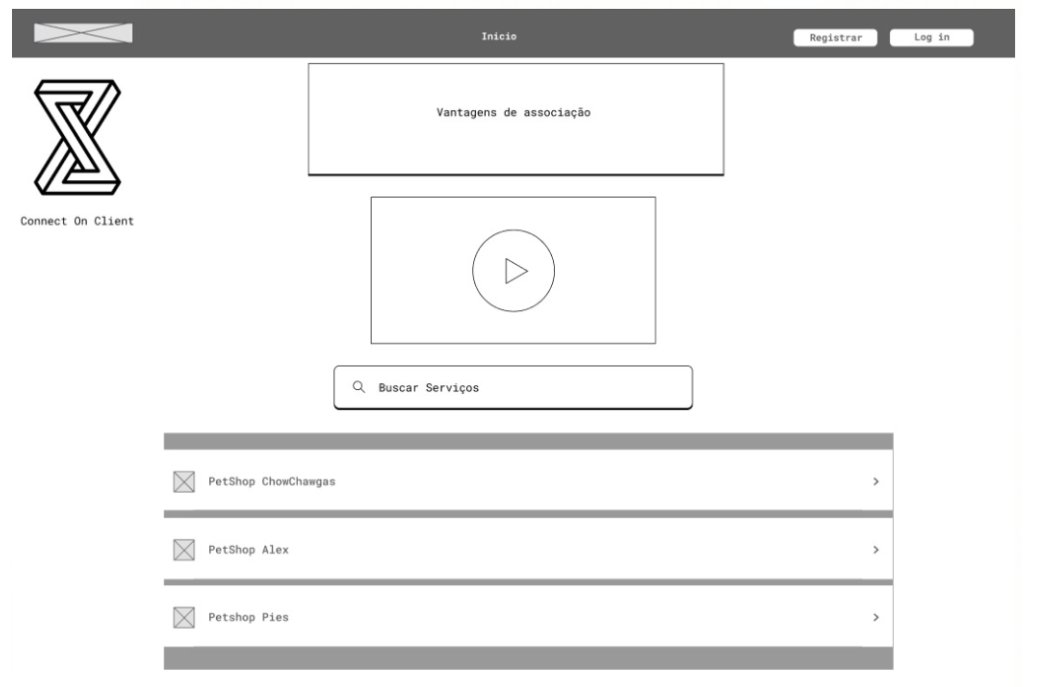 Inicio
Registrar
Log in
Vantagens de associação
Connect On Client
Buscar Serviços
PetShop ChowChawgas
PetShop Alex
Petshop Pies